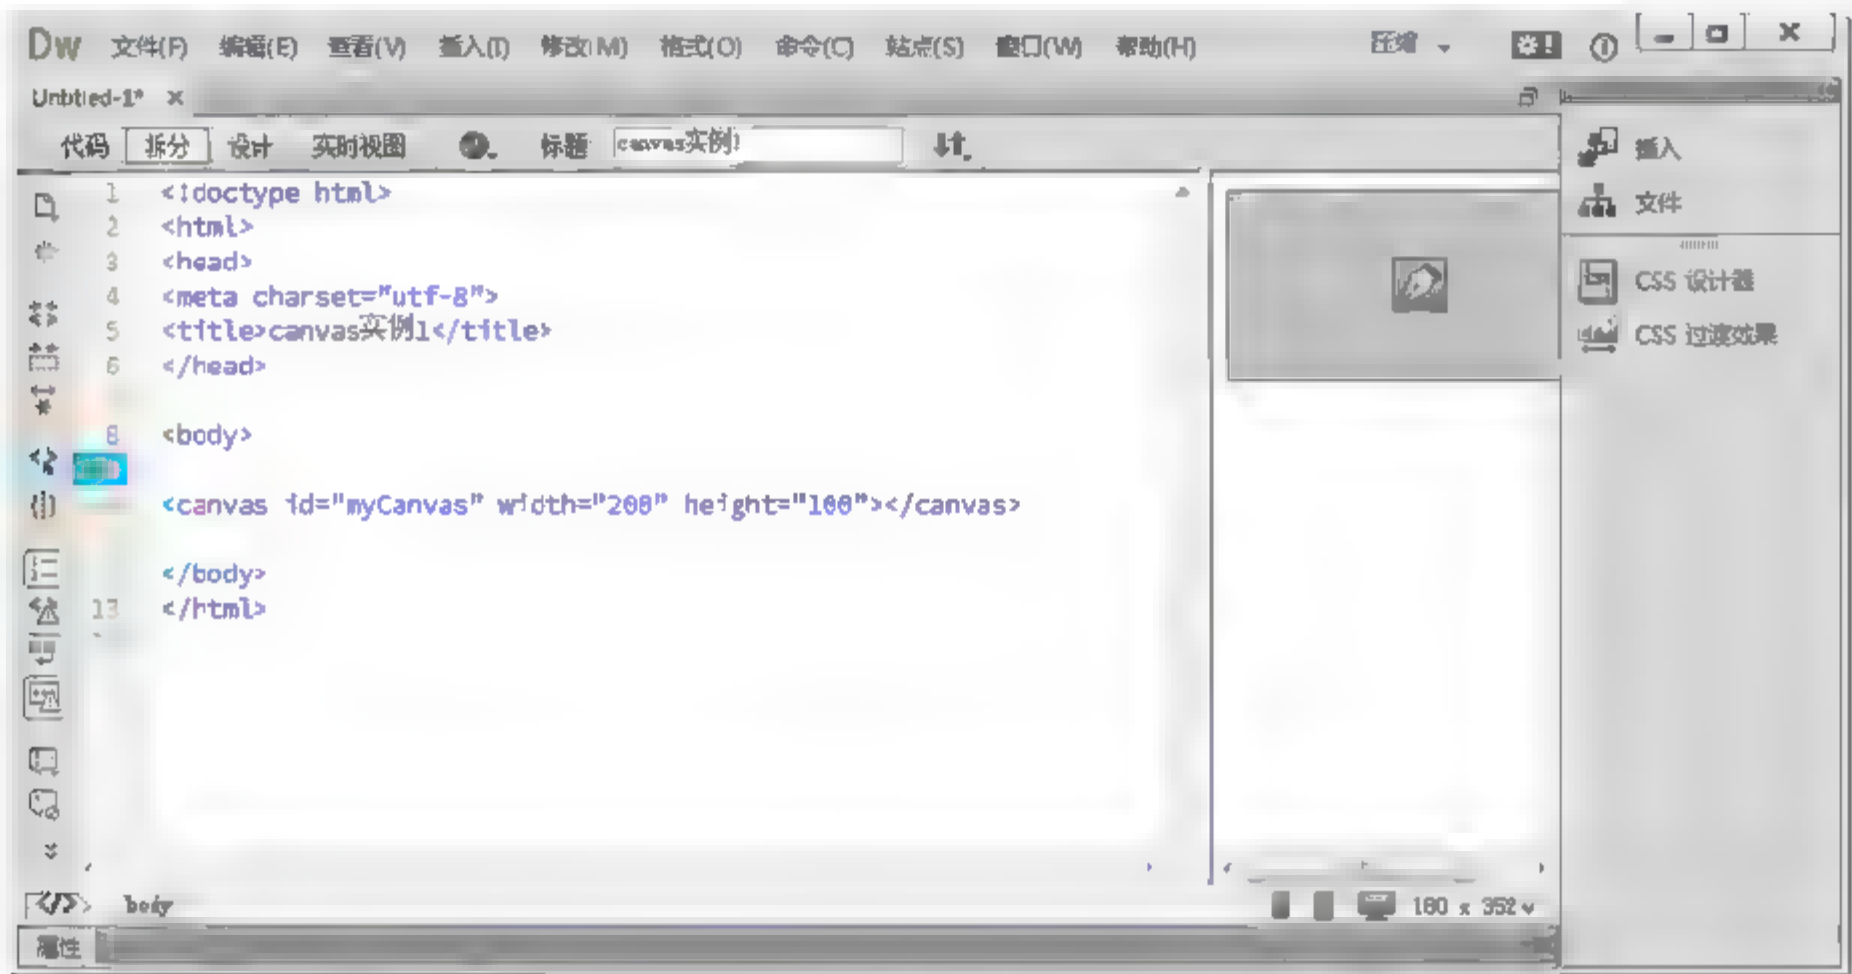 Dw 文件(F) 编辑(E) 查看(V) 插入(I) 修改(M) 格式(O) 命令(C) 站点(S) 窗口(W) 帮助(H) 压缩
Untitled-1* ×
代码 拆分 设计 实时视图 标题 canvas实例1
插入
文件
CSS 设计器
CSS 过渡效果
1 <!doctype html>
2 <html>
3 <head>
4 <meta charset="utf-8">
5 <title>canvas实例1</title>
6 </head>
8 <body>
<canvas id="myCanvas" width="200" height="100"></canvas>
</body>
13 </html>
body
180 x 352
属性